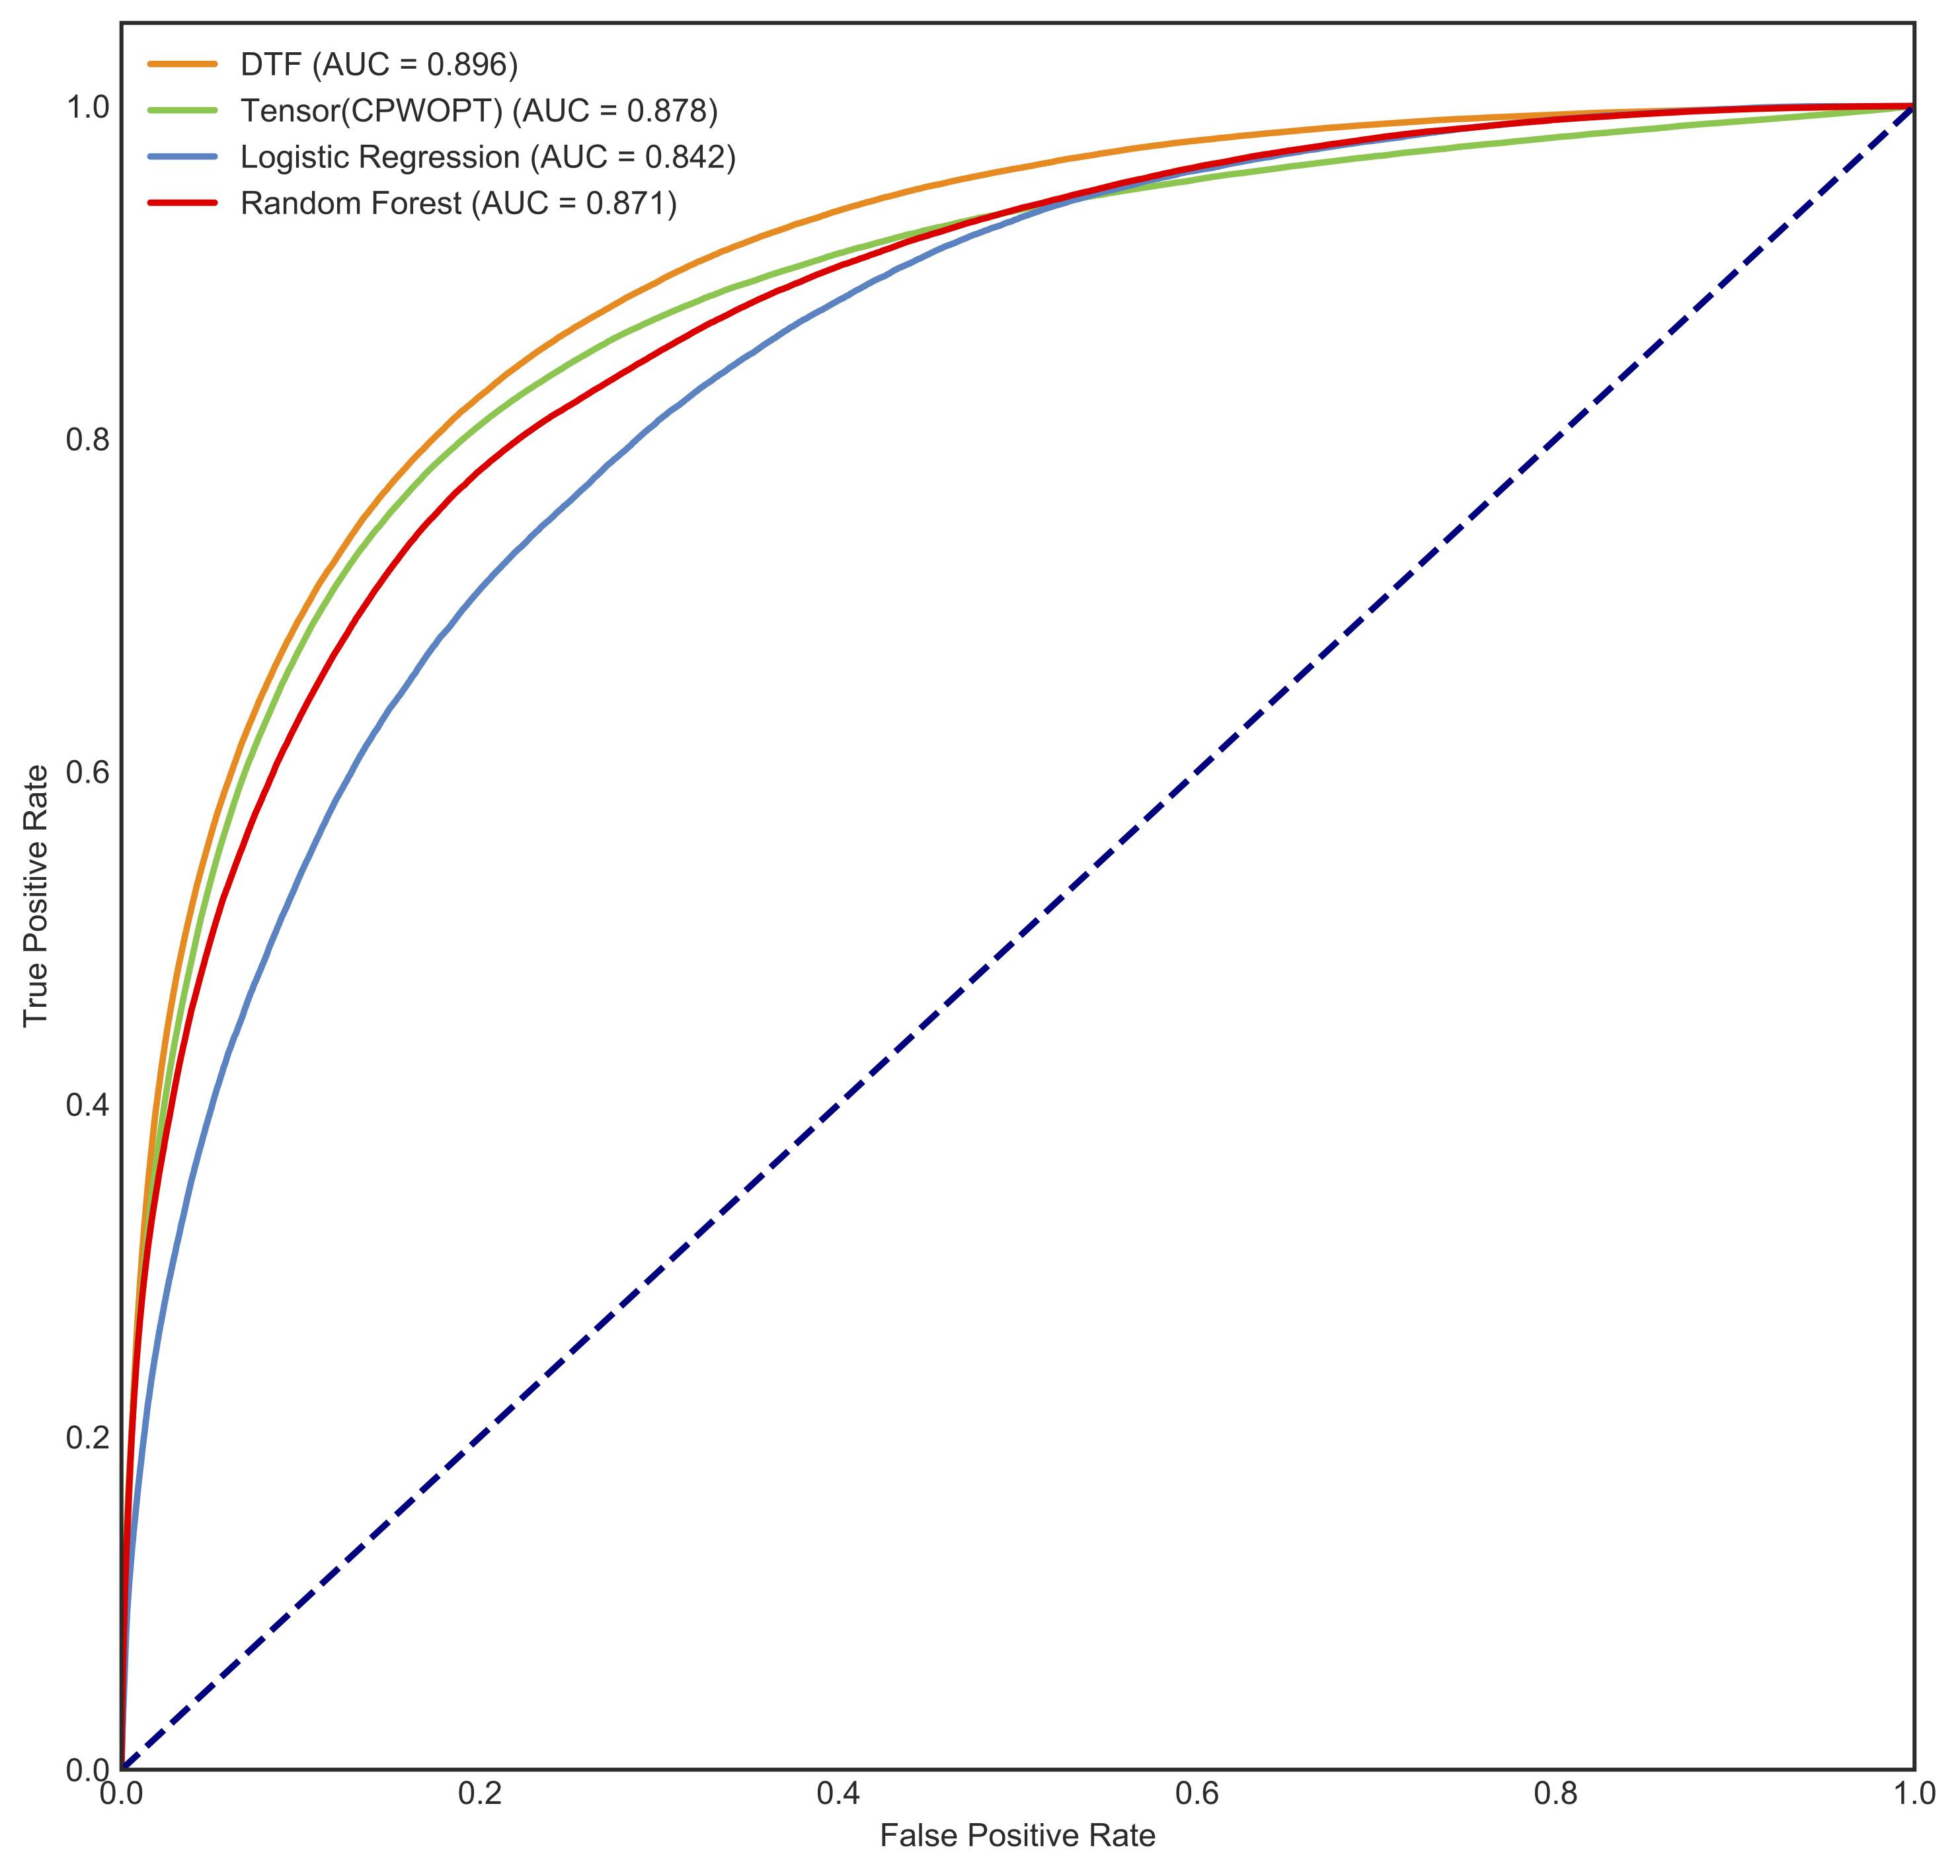 DTF (AUC = 0.896)
Tensor(CPWOPT) (AUC = 0.878)
Logistic Regression (AUC = 0.842)
Random Forest (AUC = 0.871)
1.0
0.8
0.6
0.4
0.2
0.0
True Positive Rate
0.0 0.2 0.4 0.6 0.8 1.0
False Positive Rate